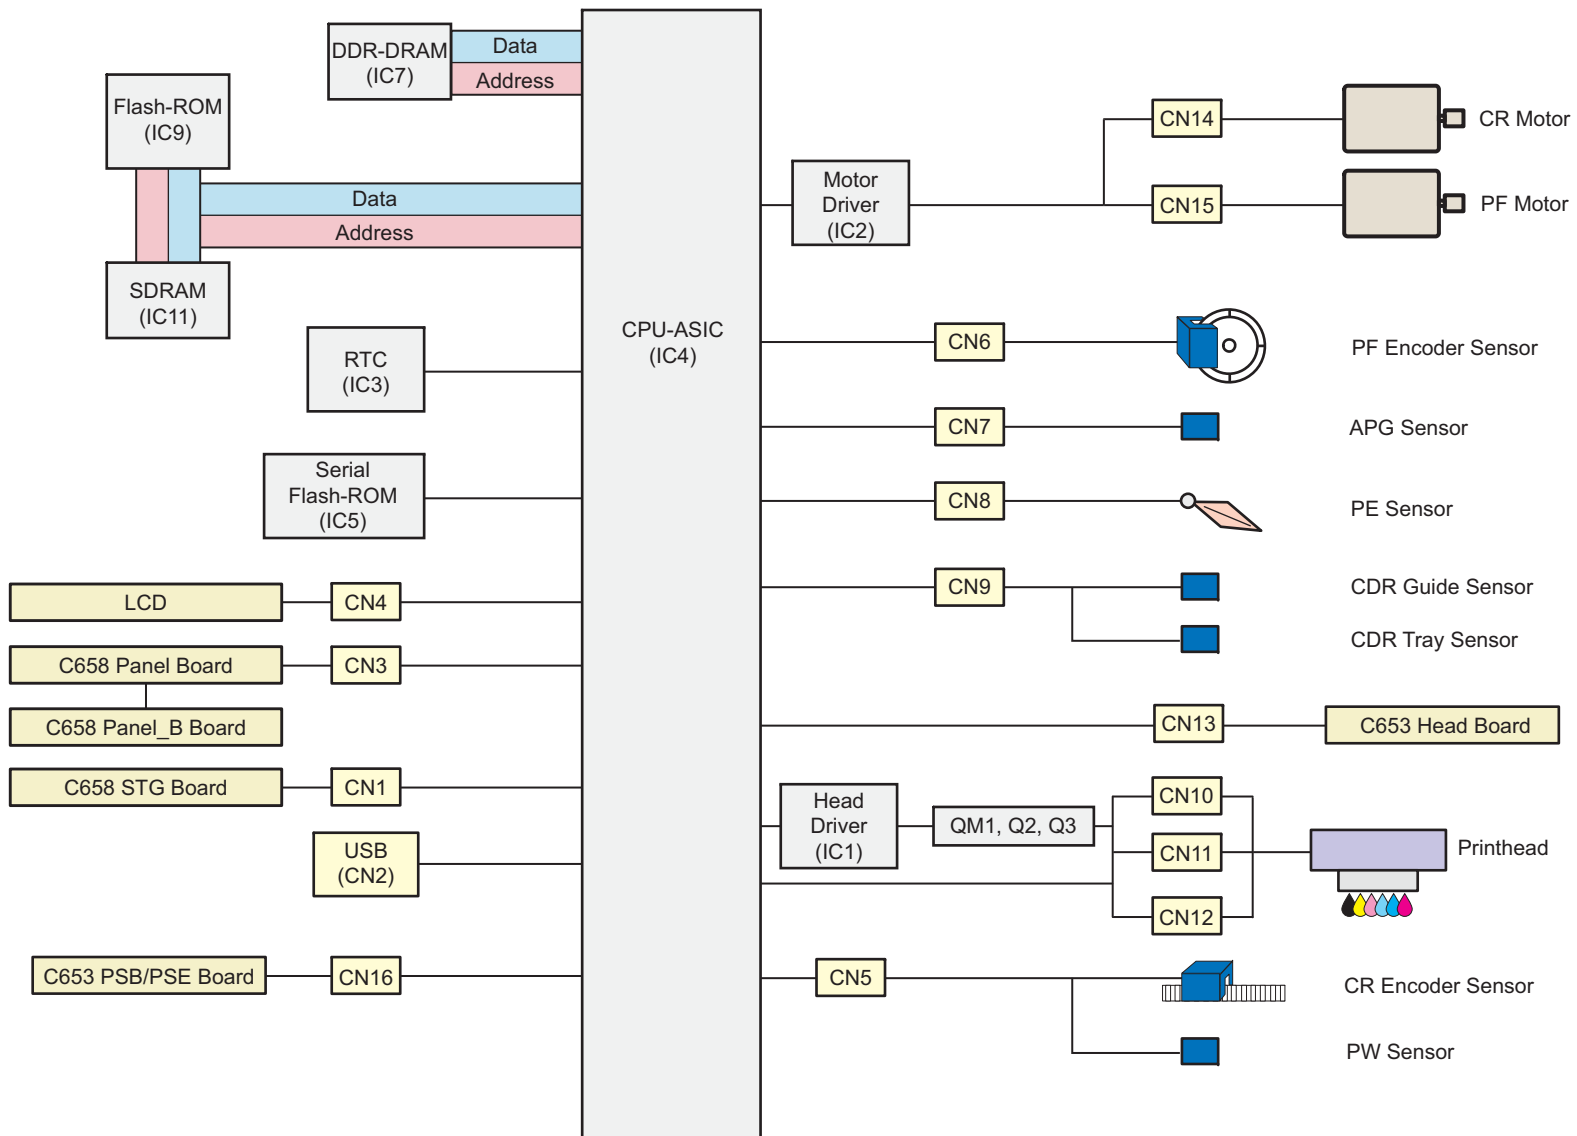 DDR-DRAM
(IC7)
Data
Address
Flash-ROM
(IC9)
Data
Address
SDRAM
(IC11)
RTC
(IC3)
Serial
Flash-ROM
(IC5)
LCD
CN4
C658 Panel Board
CN3
C658 Panel_B Board
C658 STG Board
CN1
USB
(CN2)
C653 PSB/PSE Board
CN16
CPU-ASIC
(IC4)
Motor
Driver
(IC2)
CN14
CR Motor
CN15
PF Motor
CN6
PF Encoder Sensor
CN7
APG Sensor
CN8
PE Sensor
CN9
CDR Guide Sensor
CDR Tray Sensor
CN13
C653 Head Board
Head
Driver
(IC1)
QM1, Q2, Q3
CN10
CN11
CN12
Printhead
CN5
CR Encoder Sensor
PW Sensor